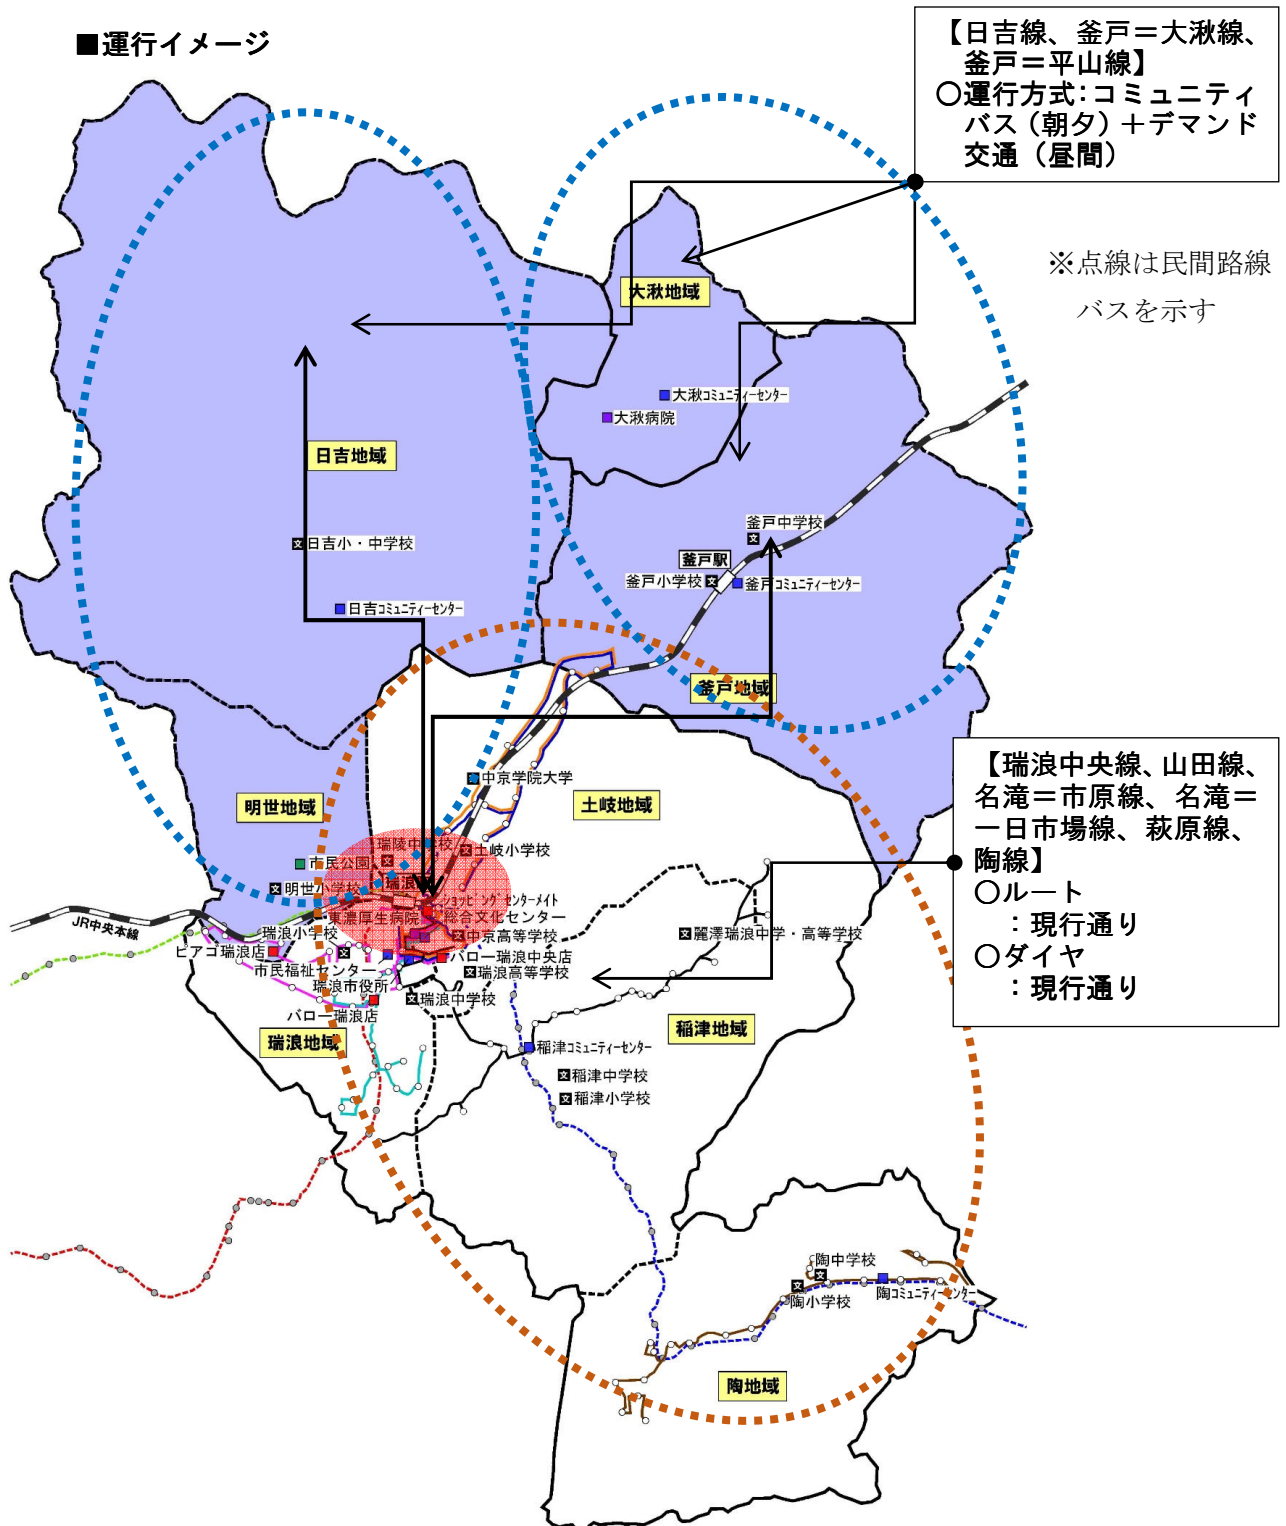 ■運行イメージ
【日吉線、釜戸＝大湫線、
釜戸＝平山線】
○運行方式：コミュニティ
バス（朝夕）＋デマンド
交通（昼間）
※点線は民間路線
バスを示す
大湫地域
大湫コミュニティーセンター
大湫病院
日吉地域
釜戸中学校
日吉小・中学校
釜戸駅
釜戸小学校
釜戸コミュニティーセンター
日吉コミュニティーセンター
釜戸地域
【瑞浪中央線、山田線、
名滝＝市原線、名滝＝
一日市場線、萩原線、
陶線】
○ルート
：現行通り
○ダイヤ
：現行通り
中京学院大学
明世地域
土岐地域
瑞陵中学校
土岐小学校
市民公園
明世小学校
ショッピングセンターメイト
東濃厚生病院
総合文化センター
JR中央本線
瑞浪小学校
中京高等学校
麗澤瑞浪中学・高等学校
ピアゴ瑞浪店
バロー瑞浪中央店
市民福祉センター
瑞浪高等学校
瑞浪市役所
瑞浪中学校
バロー瑞浪店
瑞浪地域
稲津地域
稲津コミュニティーセンター
稲津中学校
稲津小学校
陶中学校
陶小学校
陶コミュニティーセンター
陶地域